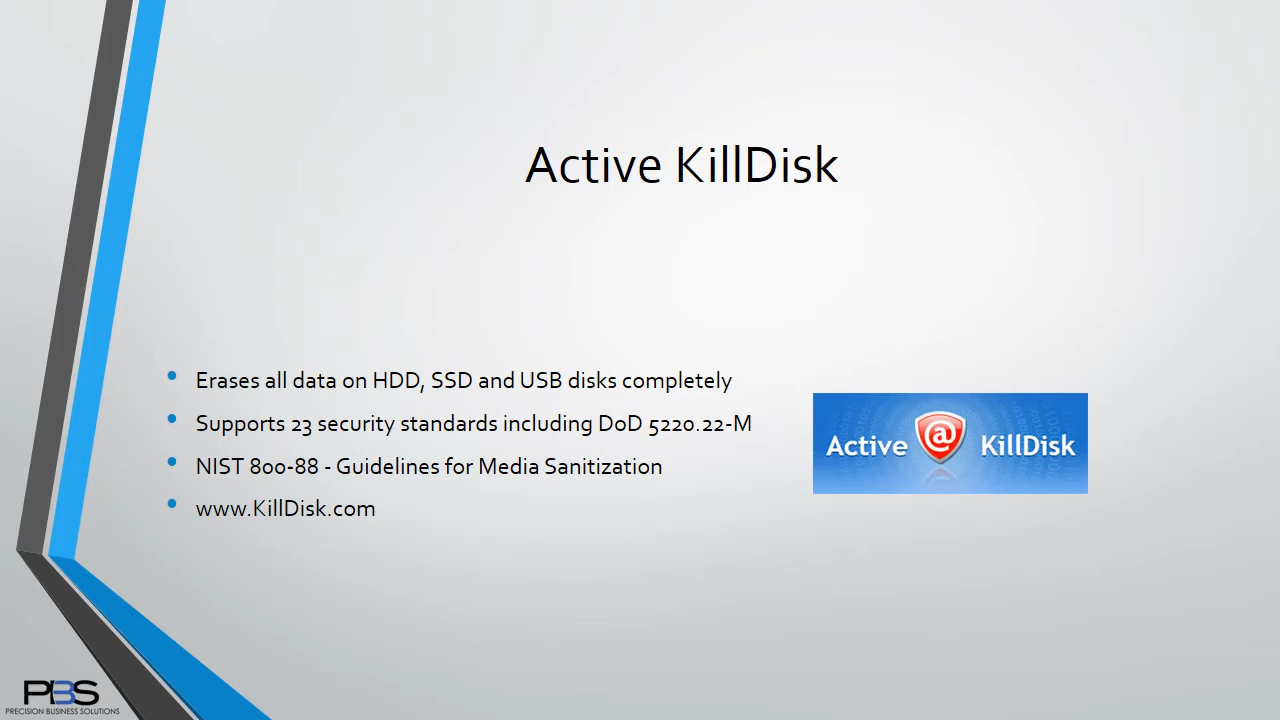 Active KillDisk
Erases all data on HDD, SSD and USB disks completely
Supports 23 security standards including DoD 5220.22-M
NIST 800-88 - Guidelines for Media Sanitization
www.KillDisk.com
Active @ KillDisk
PBS
PRECISION BUSINESS SOLUTIONS